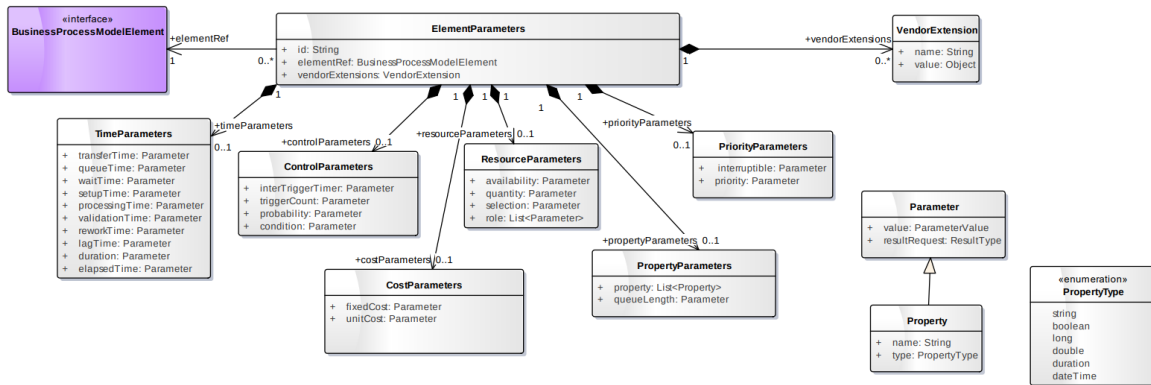 «interface»
BusinessProcessModelElement
+elementRef
1
0..*
ElementParameters
+ id: String
+ elementRef: BusinessProcessModelElement
+ vendorExtensions: VendorExtension
+vendorExtensions
1
0..*
VendorExtension
+ name: String
+ value: Object
1
+timeParameters
0..1
TimeParameters
+ transferTime: Parameter
+ queueTime: Parameter
+ waitTime: Parameter
+ setupTime: Parameter
+ processingTime: Parameter
+ validationTime: Parameter
+ reworkTime: Parameter
+ lagTime: Parameter
+ duration: Parameter
+ elapsedTime: Parameter
1
+controlParameters 0..1
ControlParameters
+ interTriggerTimer: Parameter
+ triggerCount: Parameter
+ probability: Parameter
+ condition: Parameter
1
+costParameters 0..1
CostParameters
+ fixedCost: Parameter
+ unitCost: Parameter
1
+resourceParameters 0..1
ResourceParameters
+ availability: Parameter
+ quantity: Parameter
+ selection: Parameter
+ role: List<Parameter>
1
+propertyParameters 0..1
PropertyParameters
+ property: List<Property>
+ queueLength: Parameter
1
+priorityParameters
0..1
PriorityParameters
+ interruptible: Parameter
+ priority: Parameter
Parameter
+ value: ParameterValue
+ resultRequest: ResultType
Property
+ name: String
+ type: PropertyType
«enumeration»
PropertyType
string
boolean
long
double
duration
dateTime